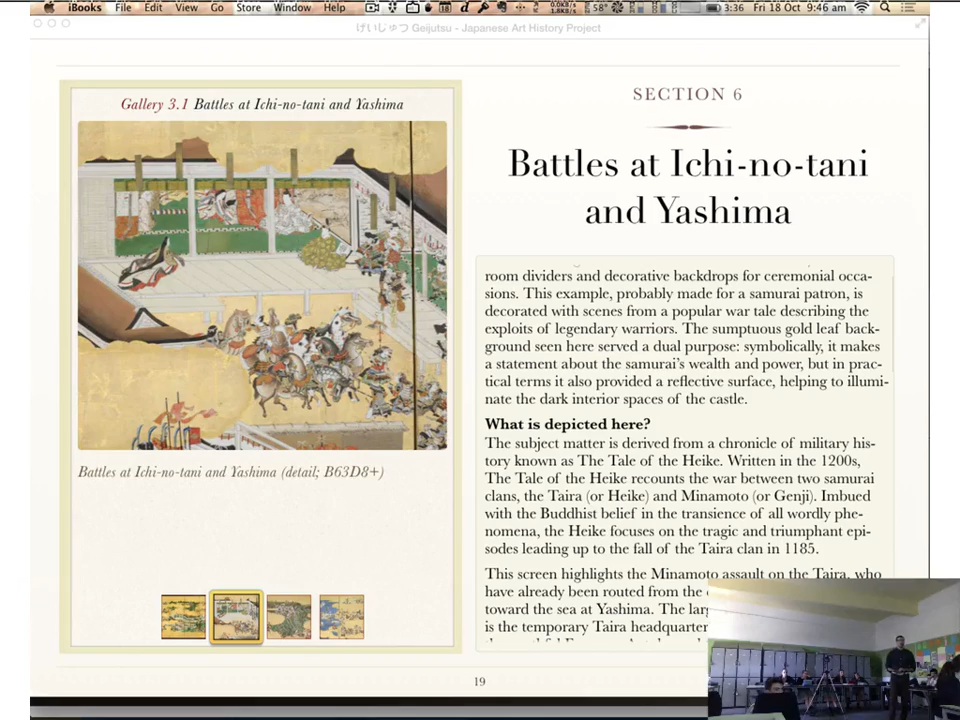 iBooks File Edit View Go Store Window Help 0.0KB/s 1.8KB/s 58° 3:36 Fri 18 Oct 9:46 am
げいじゅつ Geijutsu - Japanese Art History Project
Gallery 3.1 Battles at Ichi-no-tani and Yashima
Battles at Ichi-no-tani and Yashima (detail; B63D8+)
SECTION 6
Battles at Ichi-no-tani
and Yashima
room dividers and decorative backdrops for ceremonial occa-
sions. This example, probably made for a samurai patron, is
decorated with scenes from a popular war tale describing the
exploits of legendary warriors. The sumptuous gold leaf back-
ground seen here served a dual purpose: symbolically, it makes
a statement about the samurai's wealth and power, but in prac-
tical terms it also provided a reflective surface, helping to illumi-
nate the dark interior spaces of the castle.
What is depicted here?
The subject matter is derived from a chronicle of military his-
tory known as The Tale of the Heike. Written in the 1200s,
The Tale of the Heike recounts the war between two samurai
clans, the Taira (or Heike) and Minamoto (or Genji). Imbued
with the Buddhist belief in the transience of all wordly phe-
nomena, the Heike focuses on the tragic and triumphant epi-
sodes leading up to the fall of the Taira clan in 1185.
This screen highlights the Minamoto assault on the Taira, who
have already been routed from the
toward the sea at Yashima. The
is the temporary Taira headquarter
19